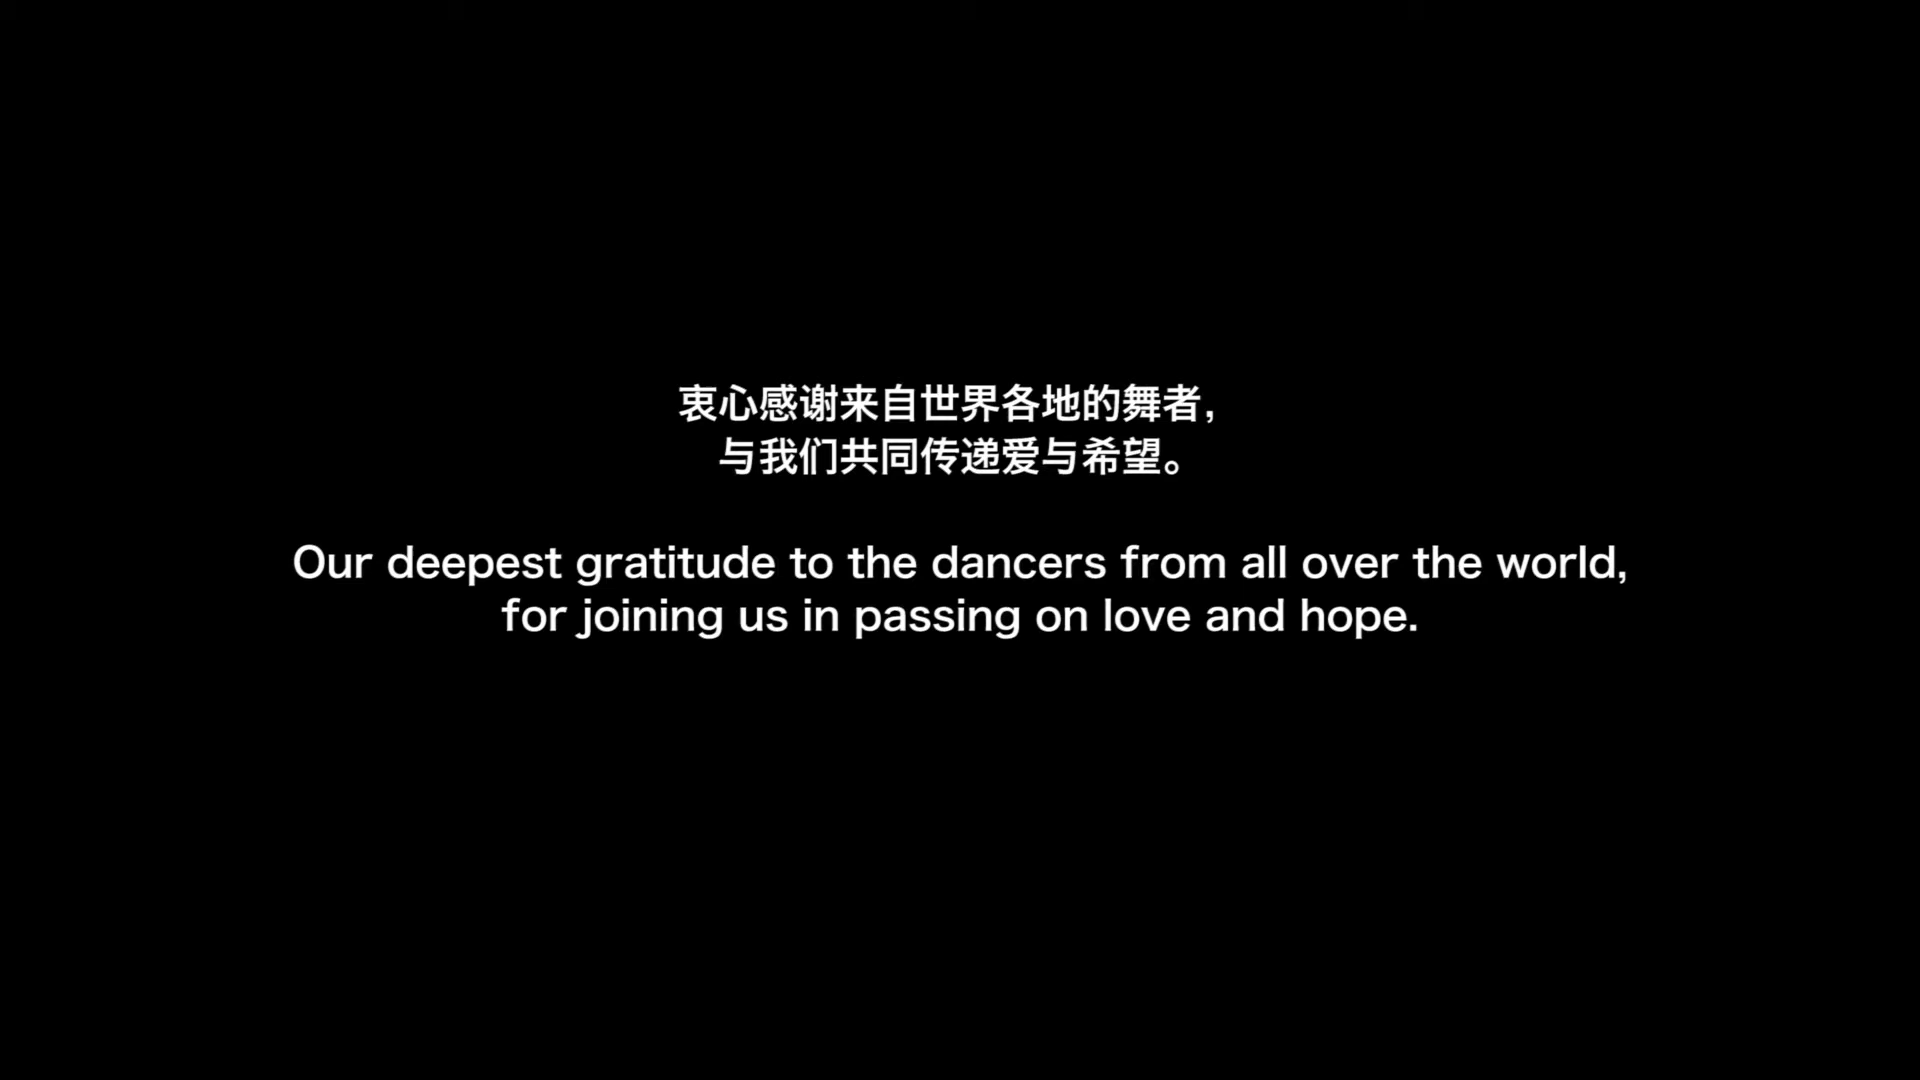 衷心感谢来自世界各地的舞者，
与我们共同传递爱与希望。
Our deepest gratitude to the dancers from all over the world,
for joining us in passing on love and hope.